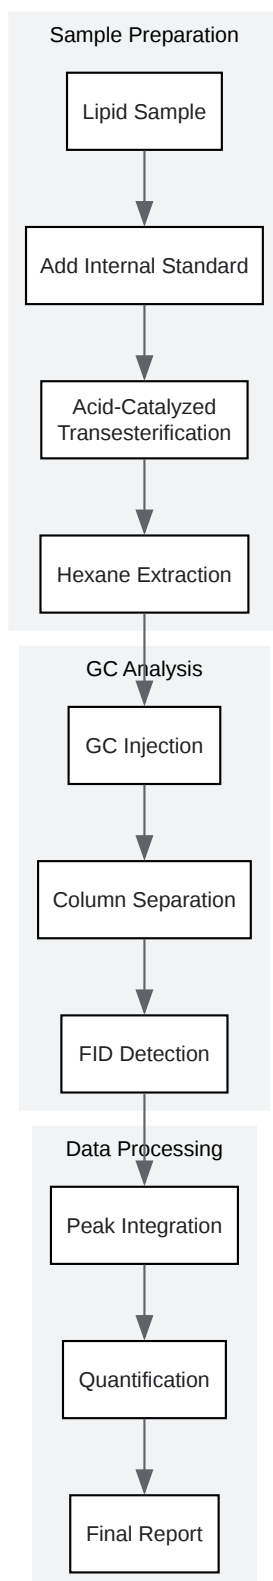 Sample Preparation
Lipid Sample
Add Internal Standard
Acid-Catalyzed
Transesterification
Hexane Extraction
GC Analysis
GC Injection
Column Separation
FID Detection
Data Processing
Peak Integration
Quantification
Final Report